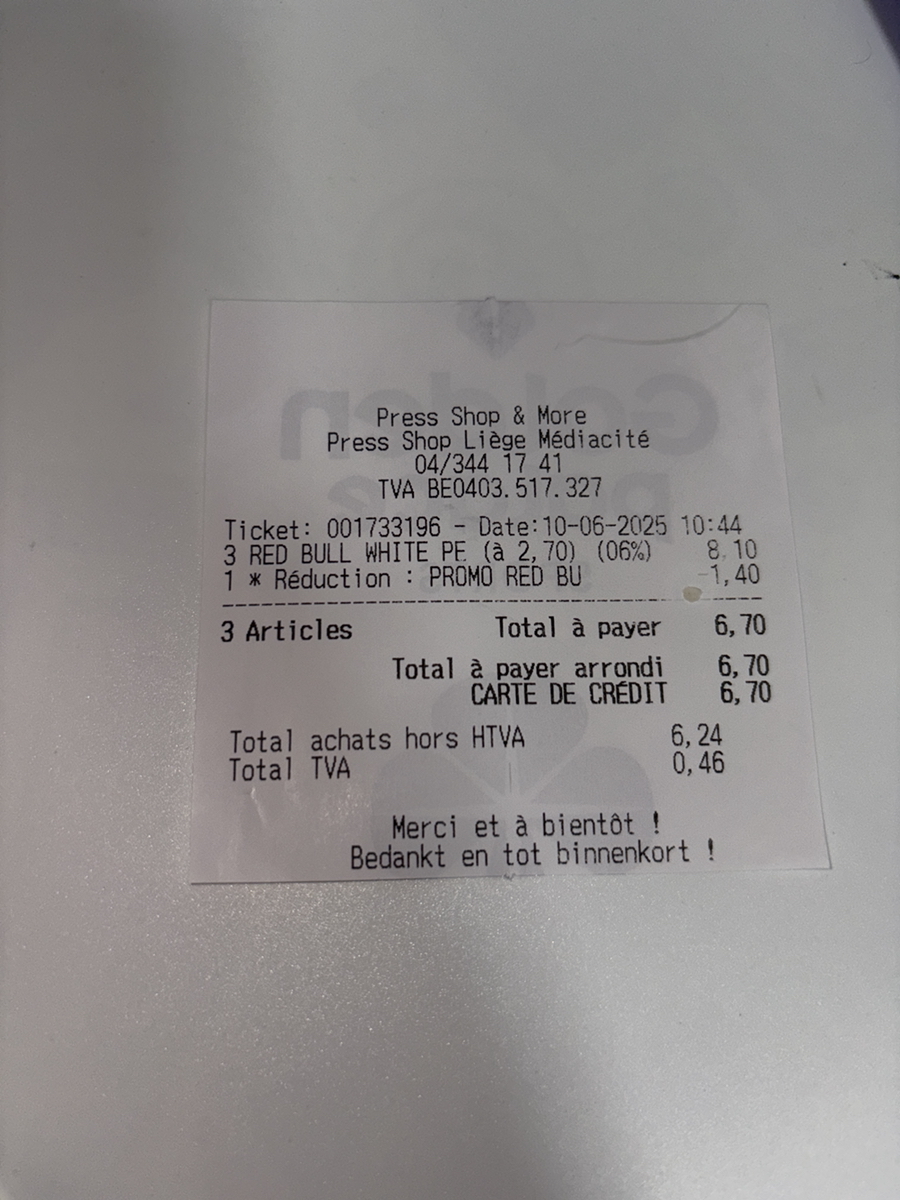 Press Shop & More
Press Shop Liège Médiacité
04/344 17 41
TVA BE0403.517.327
Ticket: 001733196 - Date:10-06-2025 10:44
3 RED BULL WHITE PE (à 2,70) (06%) 8,10
1 * Réduction : PROMO RED BU -1,40
3 Articles Total à payer 6,70
Total à payer arrondi 6,70
CARTE DE CRÉDIT 6,70
Total achats hors HTVA 6,24
Total TVA 0,46
Merci et à bientôt !
Bedankt en tot binnenkort !